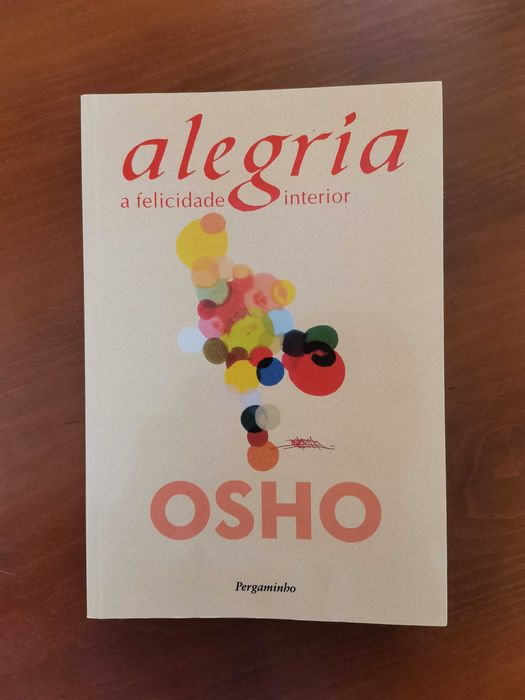 alegria
a felicidade interior
OSHO
Pergaminho